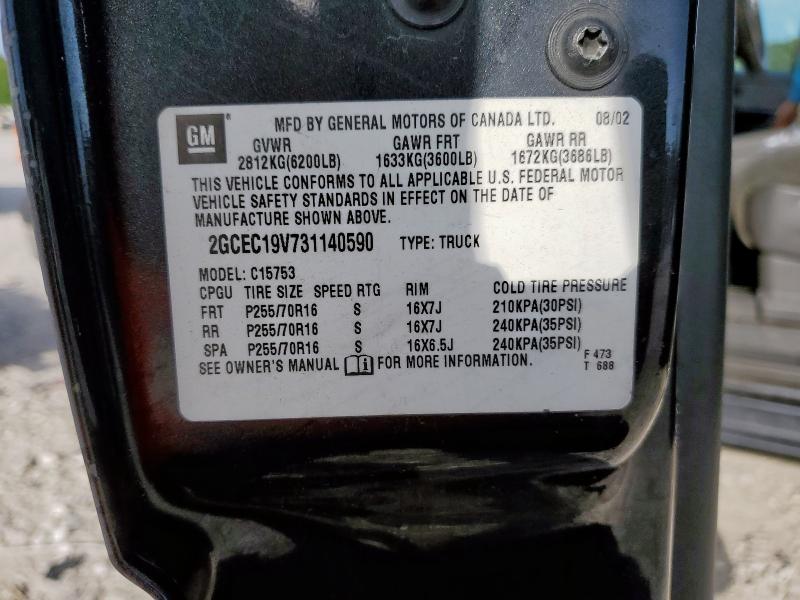 GM
MFD BY GENERAL MOTORS OF CANADA LTD. 08/02
GVWR GAWR FRT GAWR RR
2812KG(6200LB) 1633KG(3600LB) 1672KG(3686LB)
THIS VEHICLE CONFORMS TO ALL APPLICABLE U.S. FEDERAL MOTOR
VEHICLE SAFETY STANDARDS IN EFFECT ON THE DATE OF
MANUFACTURE SHOWN ABOVE.
2GCEC19V731140590 TYPE: TRUCK
MODEL: C15753
CPGU TIRE SIZE SPEED RTG RIM COLD TIRE PRESSURE
FRT P255/70R16 S 16X7J 210KPA(30PSI)
RR P255/70R16 S 16X7J 240KPA(35PSI)
SPA P255/70R16 S 16X6.5J 240KPA(35PSI)
SEE OWNER'S MANUAL FOR MORE INFORMATION.
F 473
T 688